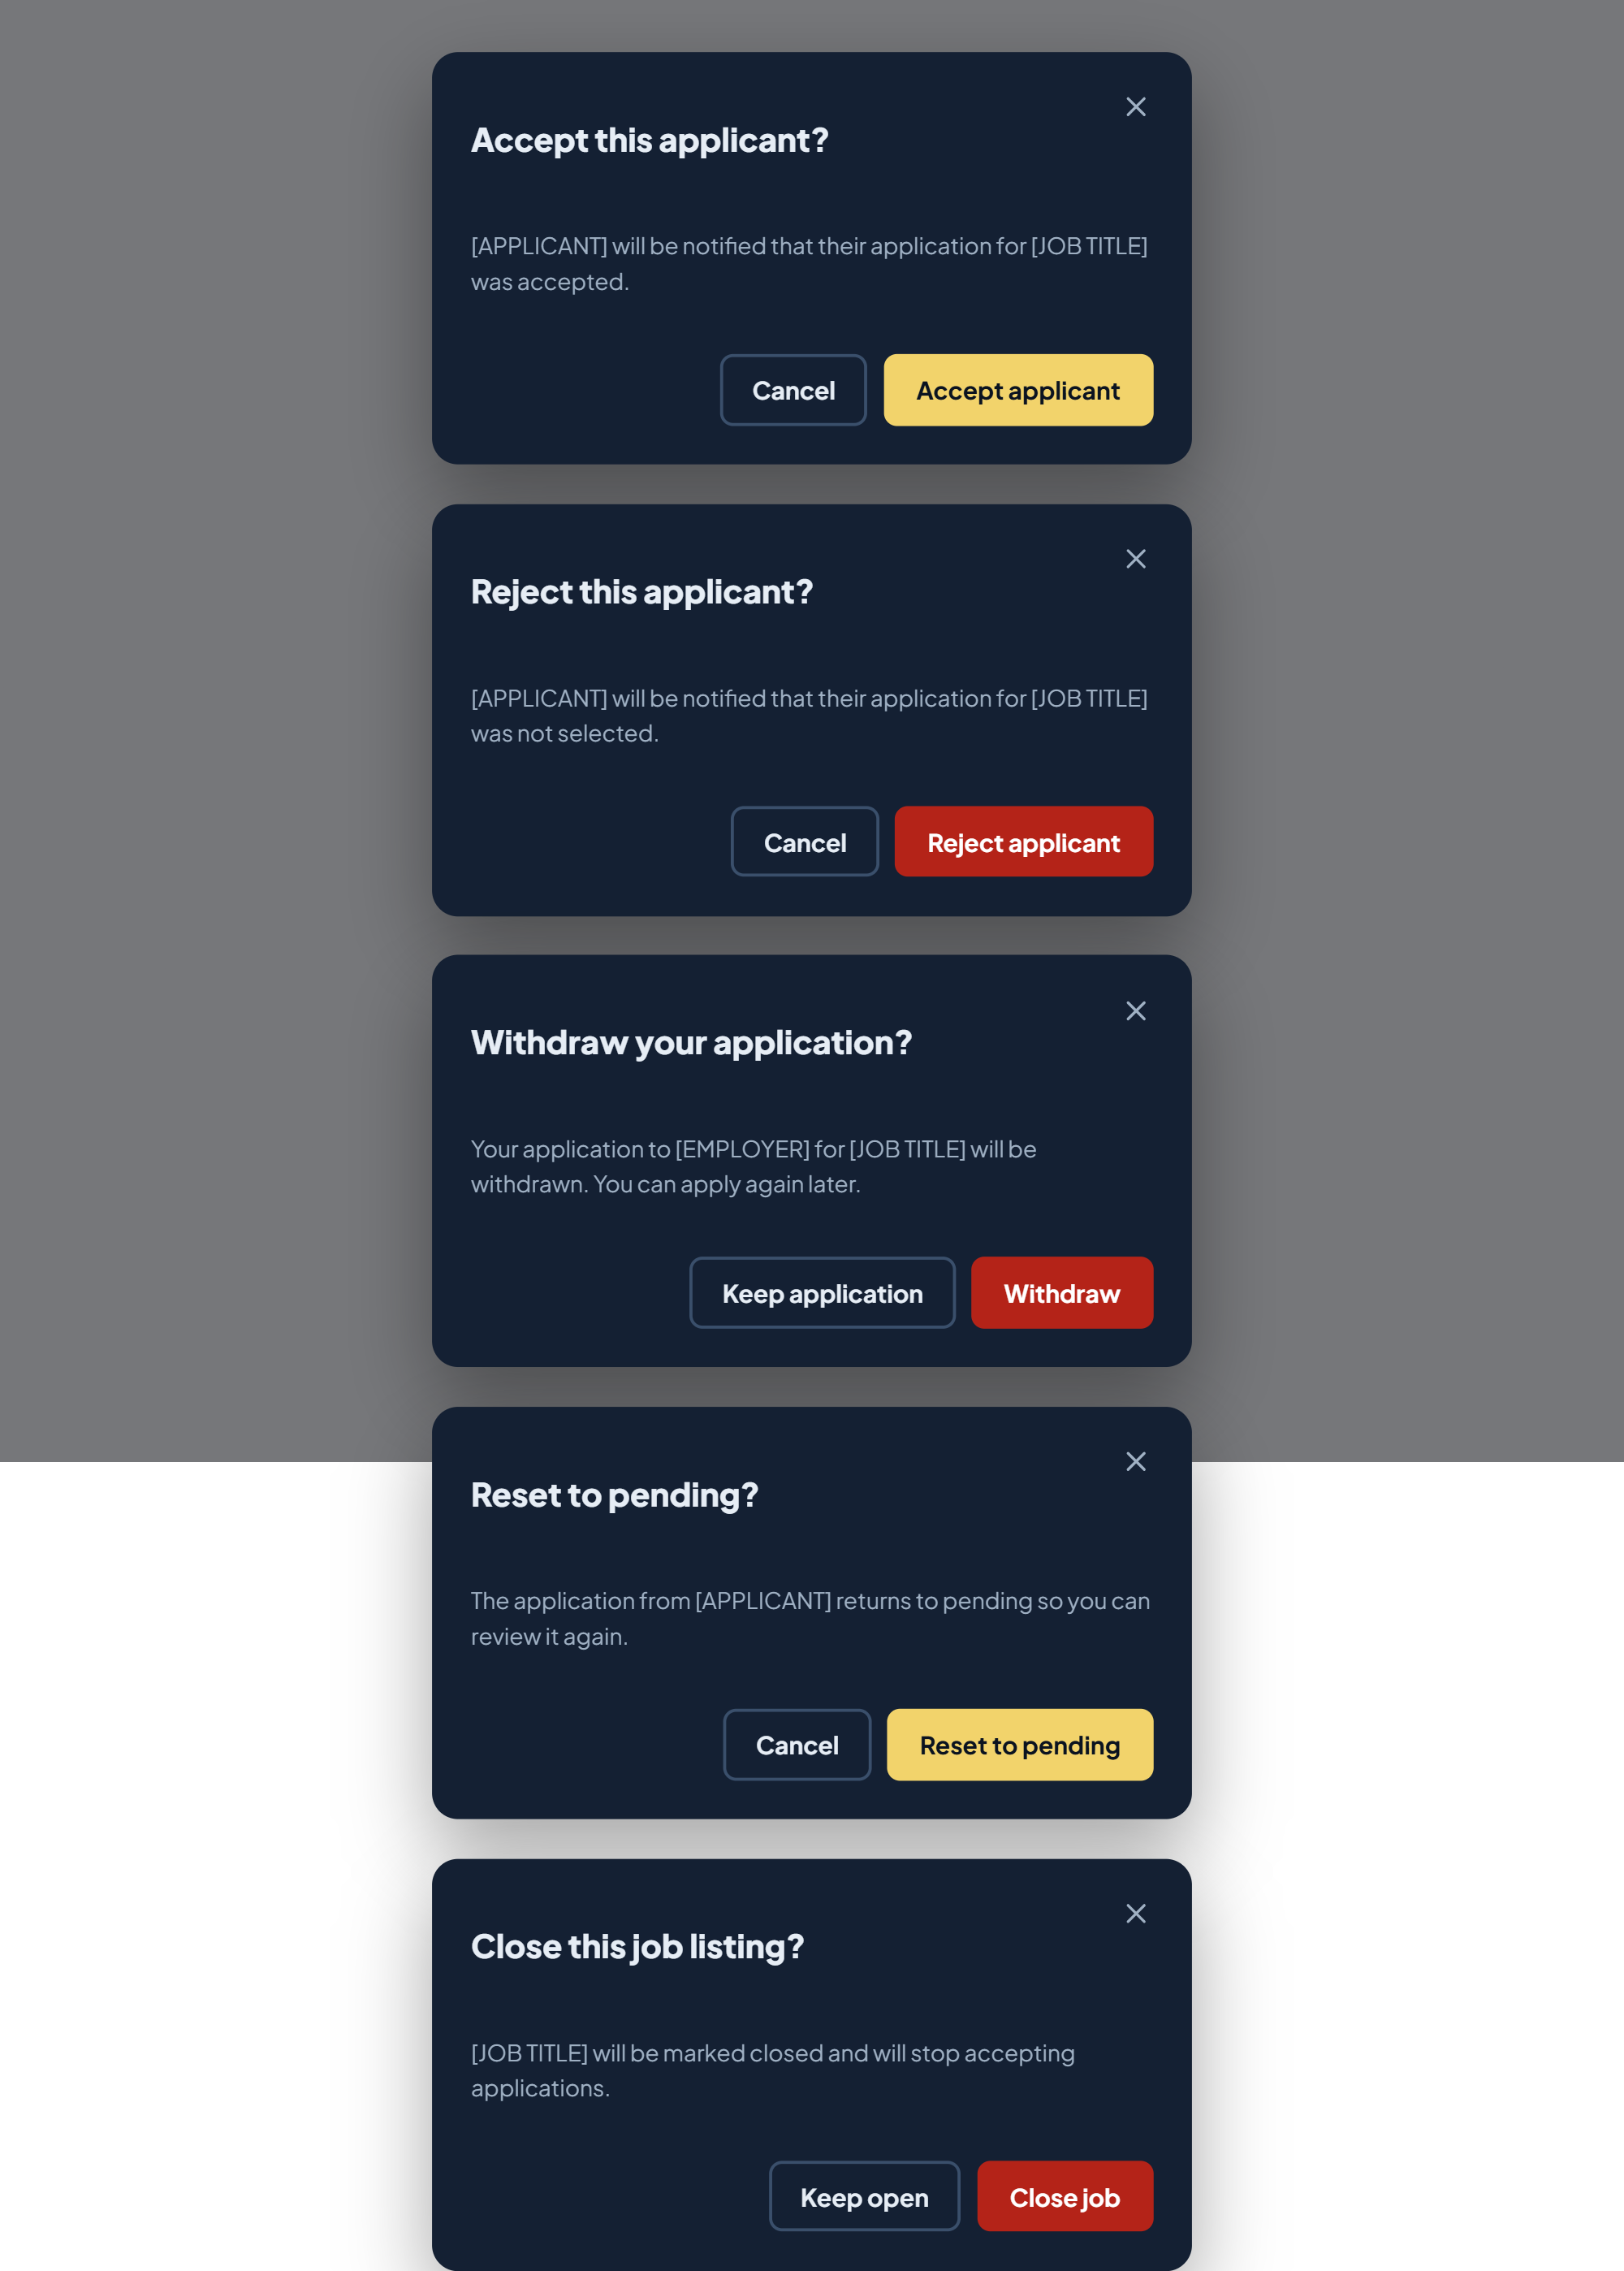 Accept this applicant?
[APPLICANT] will be notified that their application for [JOB TITLE]
was accepted.
Cancel
Accept applicant
Reject this applicant?
[APPLICANT] will be notified that their application for [JOB TITLE]
was not selected.
Cancel
Reject applicant
Withdraw your application?
Your application to [EMPLOYER] for [JOB TITLE] will be
withdrawn. You can apply again later.
Keep application
Withdraw
Reset to pending?
The application from [APPLICANT] returns to pending so you can
review it again.
Cancel
Reset to pending
Close this job listing?
[JOB TITLE] will be marked closed and will stop accepting
applications.
Keep open
Close job